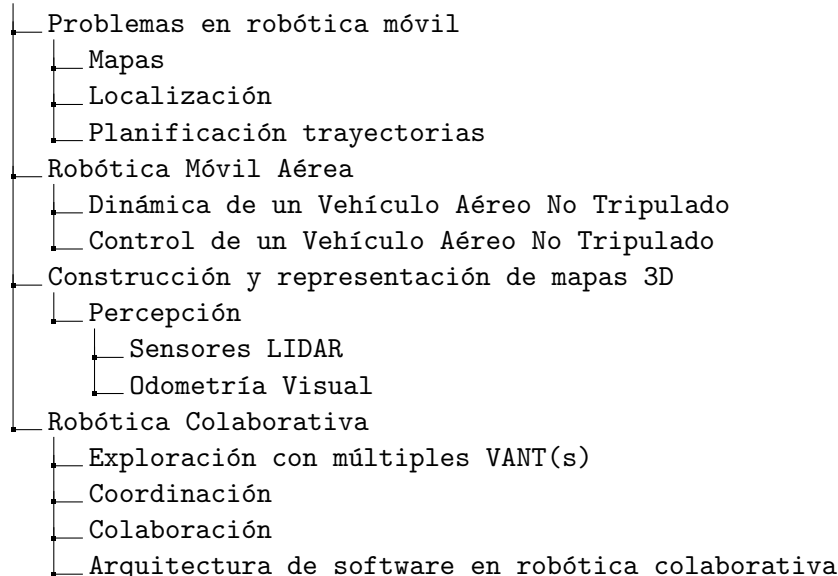 Problemas en robótica móvil
Mapas
Localización
Planificación trayectorias
Robótica Móvil Aérea
Dinámica de un Vehículo Aéreo No Tripulado
Control de un Vehículo Aéreo No Tripulado
Construcción y representación de mapas 3D
Percepción
Sensores LIDAR
Odometría Visual
Robótica Colaborativa
Exploración con múltiples VANT(s)
Coordinación
Colaboración
Arquitectura de software en robótica colaborativa